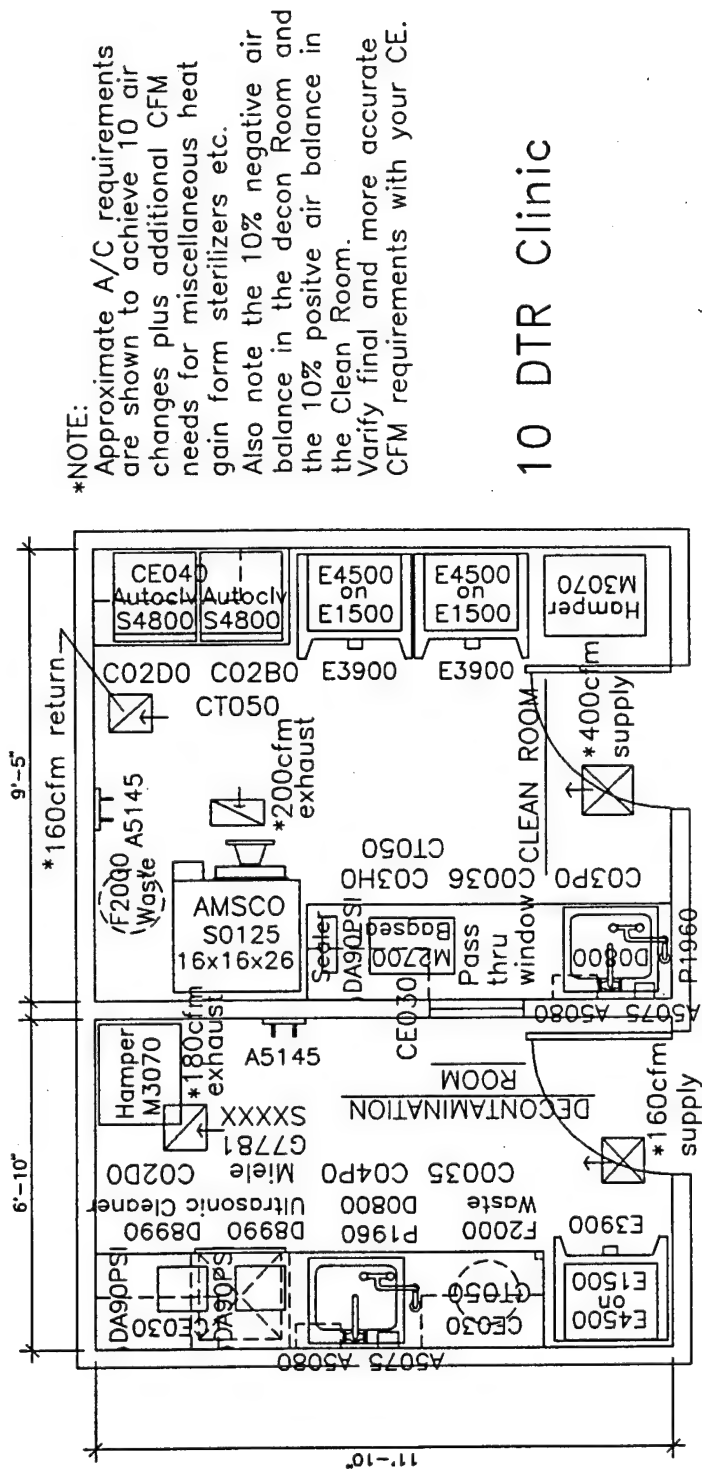 *NOTE:
Approximate A/C requirements
are shown to achieve 10 air
changes plus additional CFM
needs for miscellaneous heat
gain form sterilizers etc.
Also note the 10% negative air
balance in the decon Room and
the 10% positve air balance in
the Clean Room.
Varify final and more accurate
CFM requirements with your CE.
10 DTR Clinic
9'-5"
*160cfm return
CE040
Autoclv
S4800
Autoclv
S4800
E4500
on
E1500
E4500
on
E1500
Hamper
M3070
C02D0
C02B0
CT050
E3900
E3900
A5145
F2000
Waste
*200cfm
exhaust
*400cfm
supply
CLEAN ROOM
AMSCO
S0125
16x16x26
CT050
C03H0
C0036
C03P0
Sealer
DA90PSI
M2700
Bagsea
Pass
thru
window
D0800
P1960
CE030
A5080
A5075
6'-10"
Hamper
M3070
*180cfm
exhaust
A5145
DECONTAMINATION
ROOM
*160cfm
supply
SXXXX
G7781
Miele
C02D0
Ultrasonic Cleaner
D8990
D8990
C04P0
D0800
P1960
C0035
Waste
F2000
E3900
DA90PSI
CE030
DA90PSI
CT050
CE030
E4500
on
E1500
A5080
A5075
11'-10"